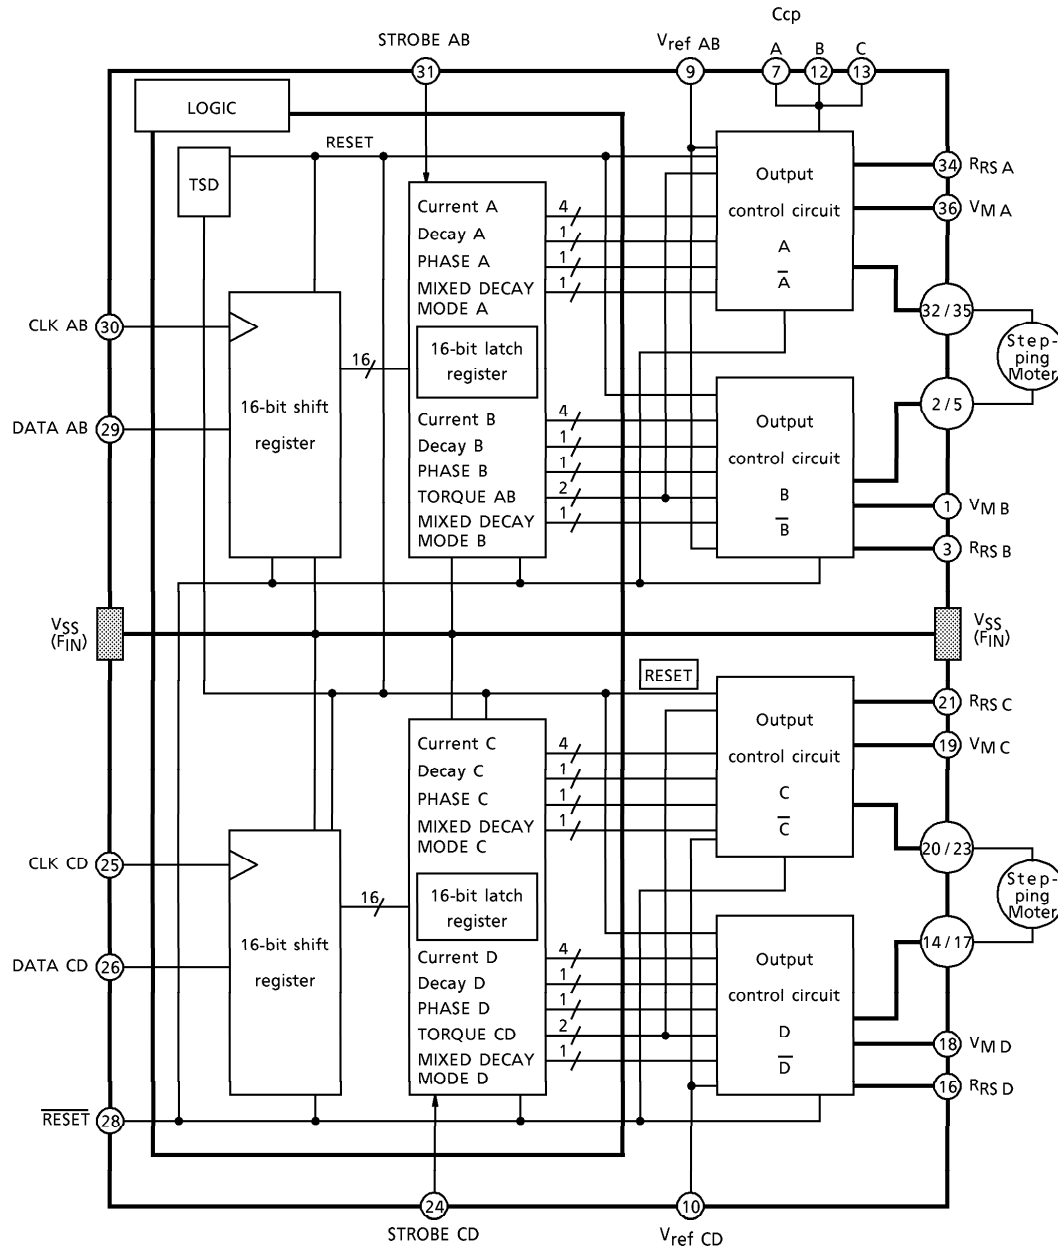 Ccp
STROBE AB
Vref AB
A B C
31
9
7
12
13
LOGIC
RESET
TSD
Output
control circuit
A
A̅
34
RRS A
36
VM A
Current A
4
Decay A
1
PHASE A
1
MIXED DECAY
1
MODE A
32 / 35
CLK AB
30
16-bit latch
register
16
Step-
ping
Moter
16-bit shift
register
DATA AB
29
2 / 5
Current B
4
Decay B
1
PHASE B
1
TORQUE AB
2
MIXED DECAY
1
MODE B
Output
control circuit
B
B̅
1
VM B
3
RRS B
VSS
(FIN)
VSS
(FIN)
RESET
Output
control circuit
C
C̅
21
RRS C
19
VM C
Current C
4
Decay C
1
PHASE C
1
MIXED DECAY
1
MODE C
20 / 23
CLK CD
25
16-bit latch
register
16
Step-
ping
Moter
16-bit shift
register
DATA CD
26
14 / 17
Current D
4
Decay D
1
PHASE D
1
TORQUE CD
2
MIXED DECAY
1
MODE D
Output
control circuit
D
D̅
18
VM D
16
RRS D
R̅E̅S̅E̅T̅
28
24
10
STROBE CD
Vref CD